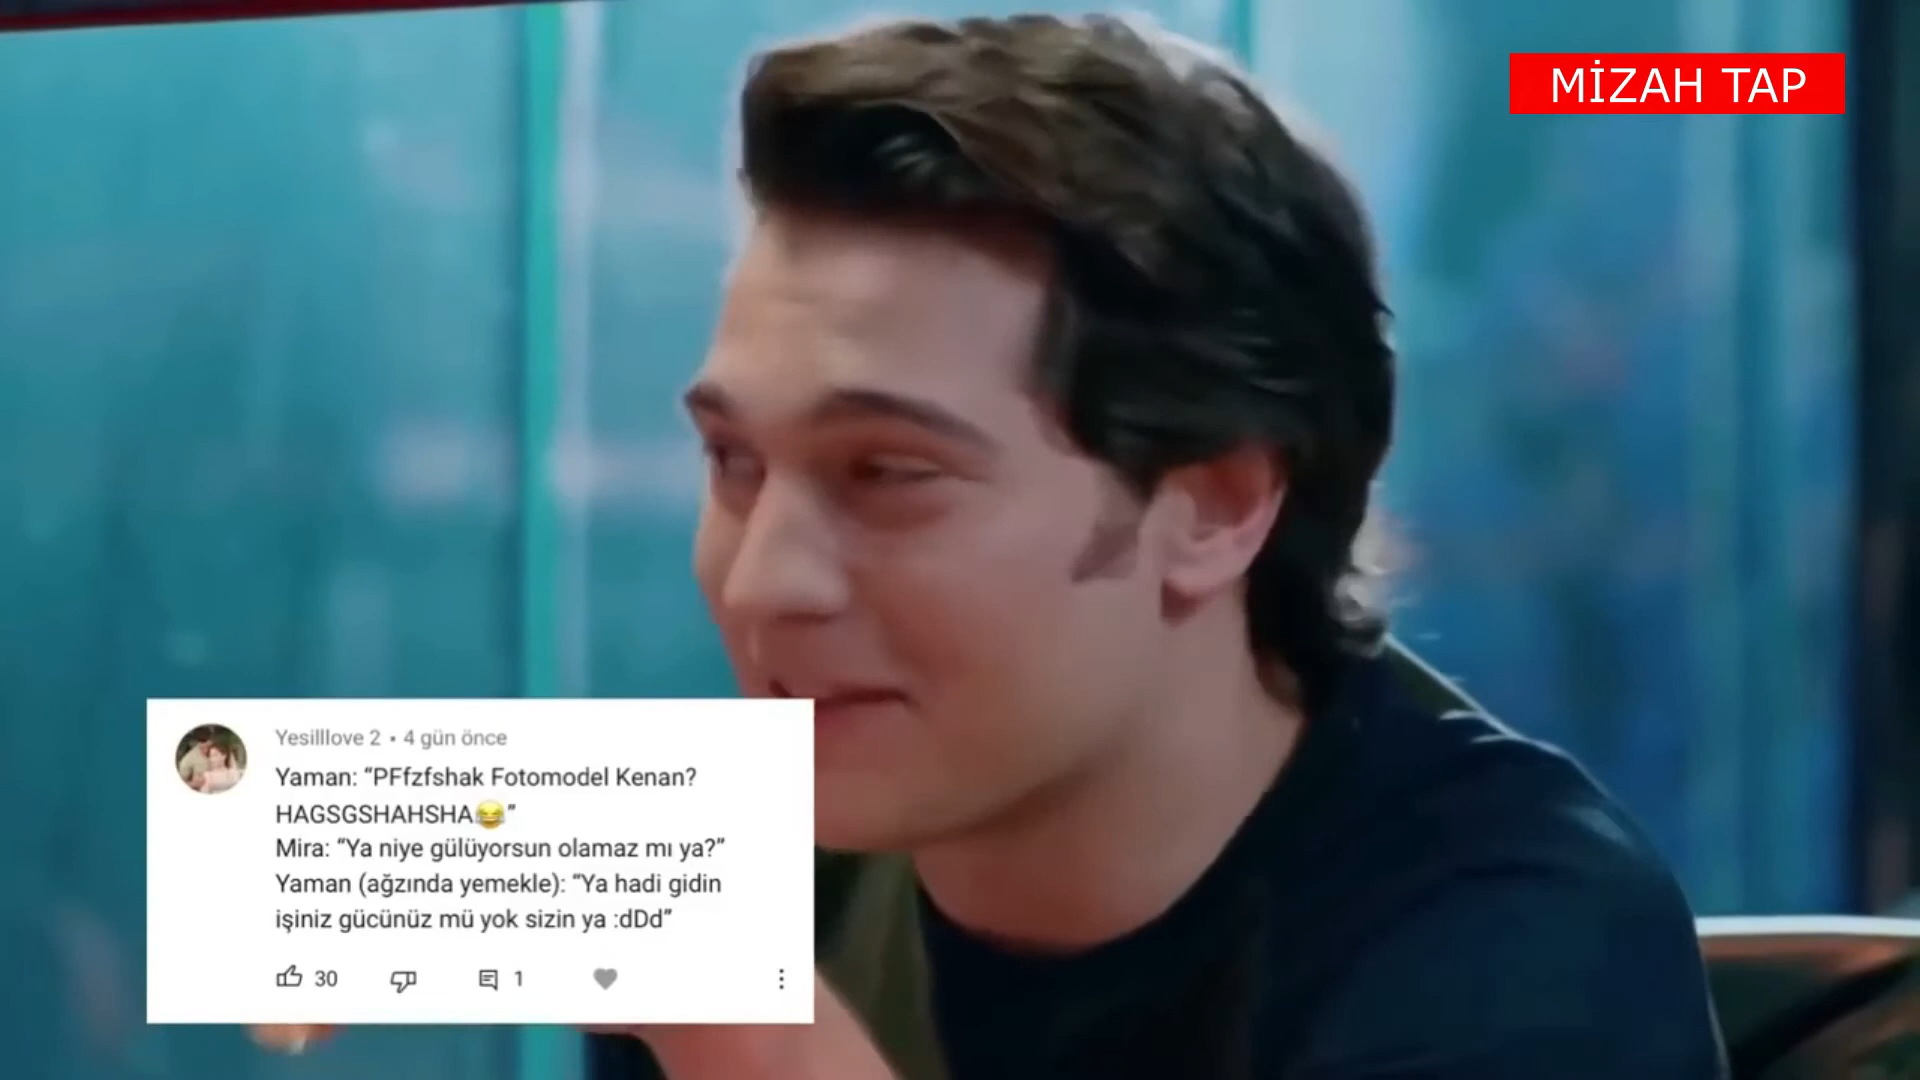 MİZAH TAP
Yesilllove 2 • 4 gün önce
Yaman: “PFfzfshak Fotomodel Kenan?
HAGSGSHAHSHA😂”
Mira: “Ya niye gülüyorsun olamaz mı ya?”
Yaman (ağzında yemekle): “Ya hadi gidin
işiniz gücünüz mü yok sizin ya :dDd”
30
1